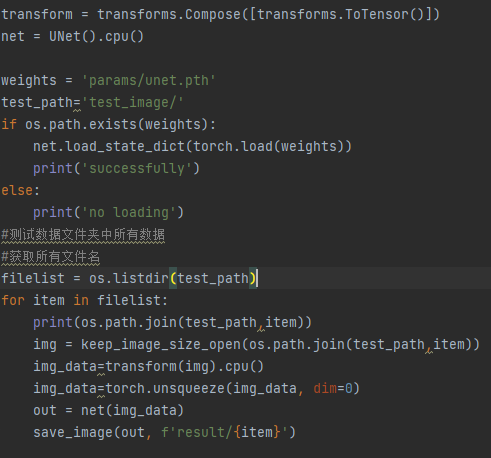 transform = transforms.Compose([transforms.ToTensor()])
net = UNet().cpu()
weights = 'params/unet.pth'
test_path='test_image/'
if os.path.exists(weights):
    net.load_state_dict(torch.load(weights))
    print('successfully')
else:
    print('no loading')
#测试数据文件夹中所有数据
#获取所有文件名
filelist = os.listdir(test_path)
for item in filelist:
    print(os.path.join(test_path,item))
    img = keep_image_size_open(os.path.join(test_path,item))
    img_data=transform(img).cpu()
    img_data=torch.unsqueeze(img_data, dim=0)
    out = net(img_data)
    save_image(out, f'result/{item}')